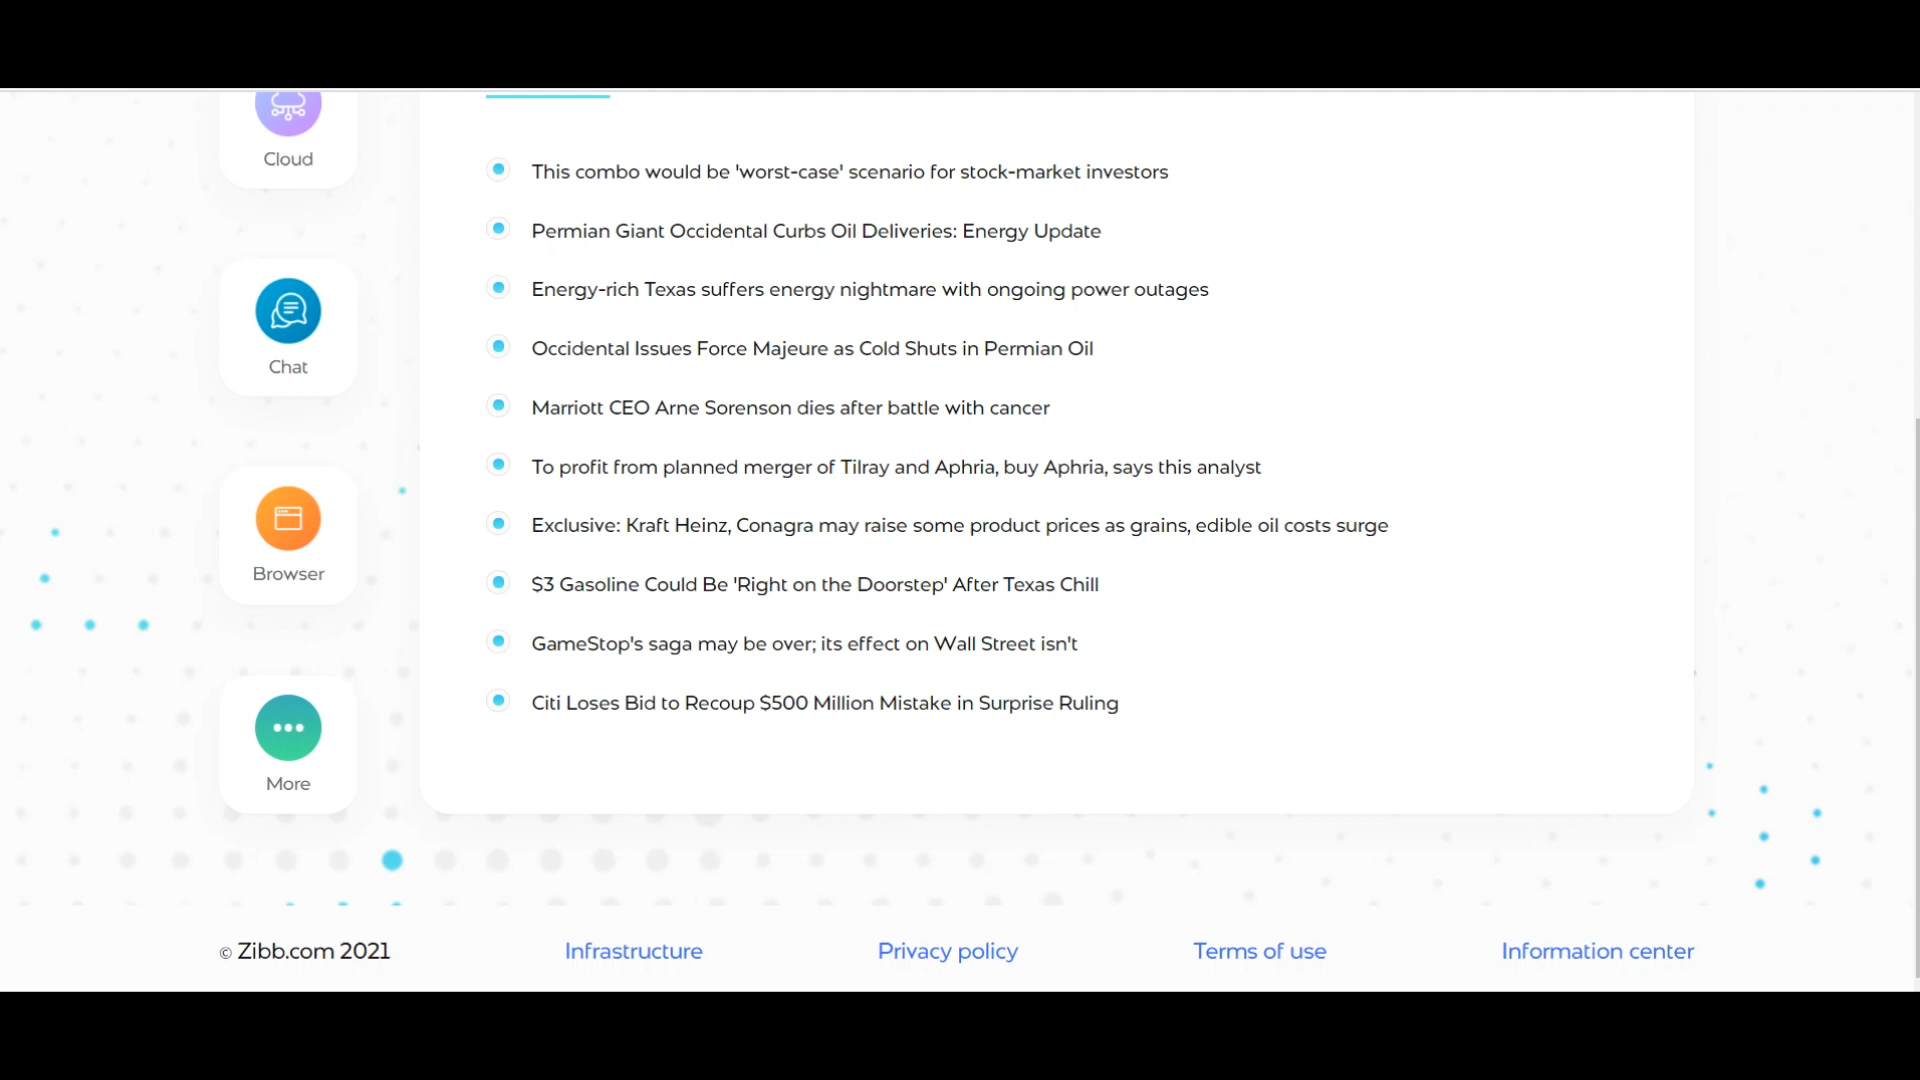 Cloud
Chat
Browser
More
This combo would be 'worst-case' scenario for stock-market investors
Permian Giant Occidental Curbs Oil Deliveries: Energy Update
Energy-rich Texas suffers energy nightmare with ongoing power outages
Occidental Issues Force Majeure as Cold Shuts in Permian Oil
Marriott CEO Arne Sorenson dies after battle with cancer
To profit from planned merger of Tilray and Aphria, buy Aphria, says this analyst
Exclusive: Kraft Heinz, Conagra may raise some product prices as grains, edible oil costs surge
$3 Gasoline Could Be 'Right on the Doorstep' After Texas Chill
GameStop's saga may be over; its effect on Wall Street isn't
Citi Loses Bid to Recoup $500 Million Mistake in Surprise Ruling
© Zibb.com 2021 Infrastructure Privacy policy Terms of use Information center